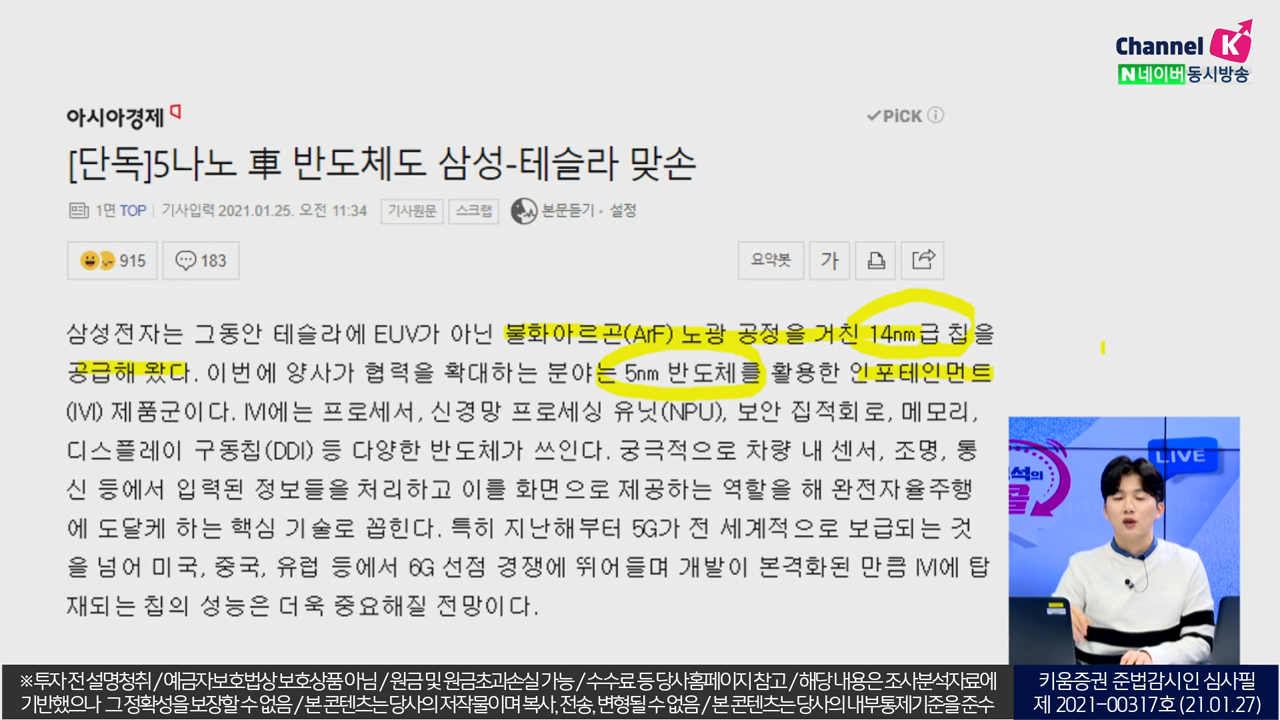 Channel K
N 네이버 동시방송
아시아경제
✓PiCK ⓘ
[단독]5나노 車 반도체도 삼성-테슬라 맞손
1면 TOP 기사입력 2021.01.25. 오전 11:34 기사원문 스크랩 본문듣기 · 설정
915 183 요약봇 가
삼성전자는 그동안 테슬라에 EUV가 아닌 불화아르곤(ArF) 노광 공정을 거친 14nm급 칩을
공급해 왔다. 이번에 양사가 협력을 확대하는 분야는 5nm 반도체를 활용한 인포테인먼트
(IVI) 제품군이다. IVI에는 프로세서, 신경망 프로세싱 유닛(NPU), 보안 집적회로, 메모리,
디스플레이 구동칩(DDI) 등 다양한 반도체가 쓰인다. 궁극적으로 차량 내 센서, 조명, 통
신 등에서 입력된 정보들을 처리하고 이를 화면으로 제공하는 역할을 해 완전자율주행
에 도달케 하는 핵심 기술로 꼽힌다. 특히 지난해부터 5G가 전 세계적으로 보급되는 것
을 넘어 미국, 중국, 유럽 등에서 6G 선점 경쟁에 뛰어들며 개발이 본격화된 만큼 IVI에 탑
재되는 칩의 성능은 더욱 중요해질 전망이다.
LIVE
석의
콜
※ 투자 전 설명청취 / 예금자보호법상 보호상품 아님 / 원금 및 원금초과손실 가능 / 수수료 등 당사홈페이지 참고 / 해당 내용은 조사분석자료에
기반했으나 그 정확성을 보장할 수 없음 / 본 콘텐츠는 당사의 저작물이며 복사, 전송, 변형될 수 없음 / 본 콘텐츠는 당사의 내부통제기준을 준수
키움증권 준법감시인 심사필
제 2021-00317호 (21.01.27)